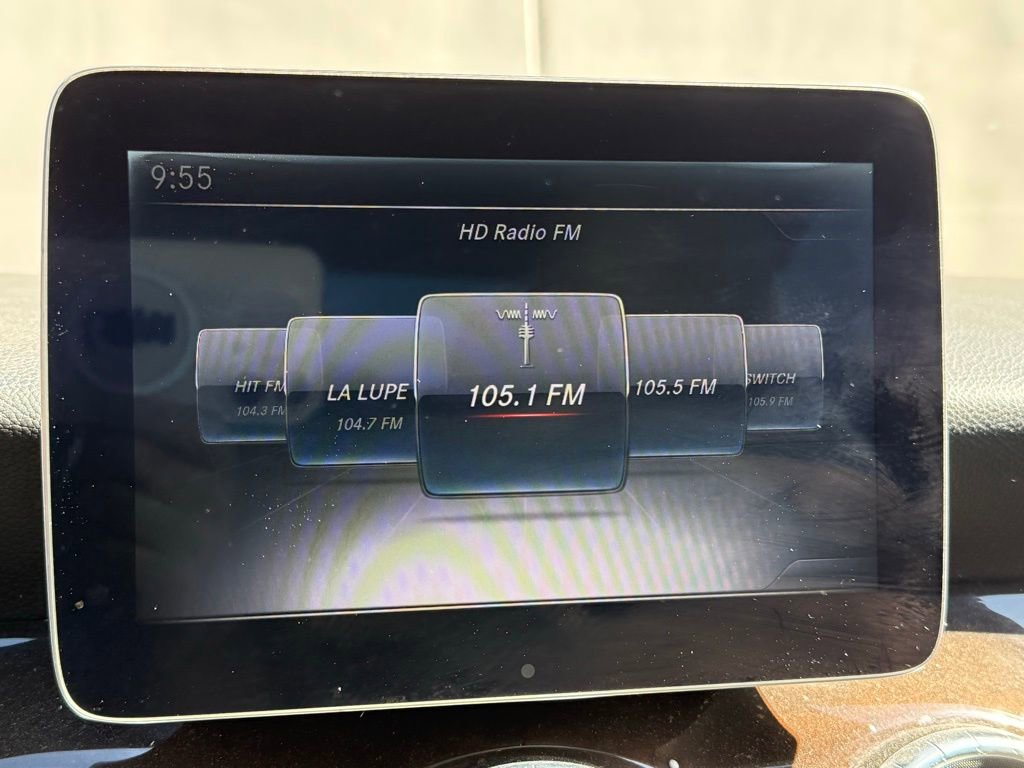 9:55
HD Radio FM
HIT FM
104.3 FM
LA LUPE
104.7 FM
105.1 FM
105.5 FM
SWITCH
105.9 FM